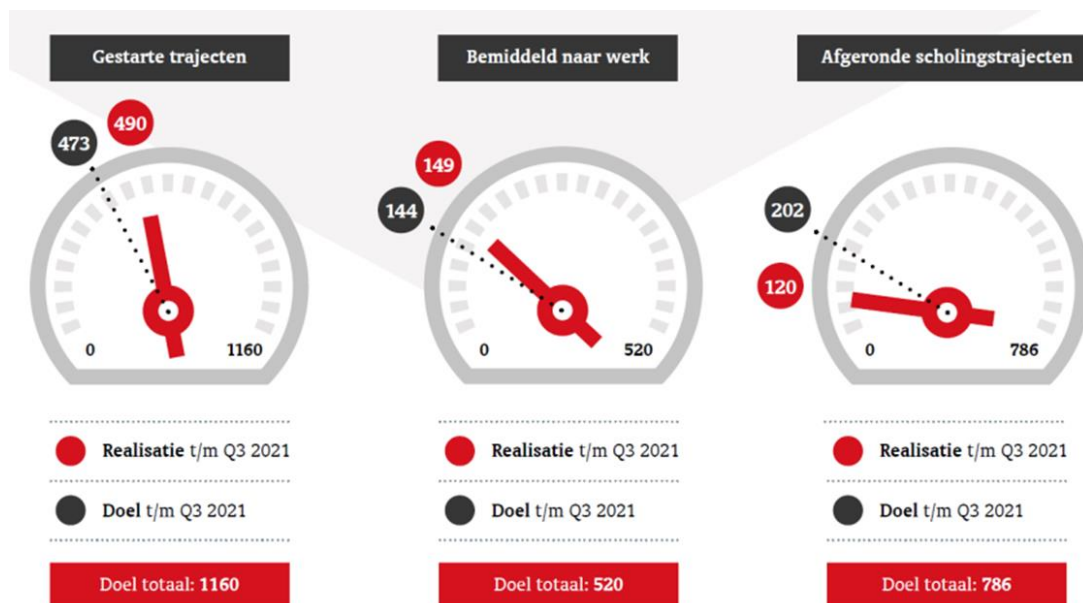 Gestarte trajecten
490
473
0
1160
Realisatie t/m Q3 2021
Doel t/m Q3 2021
Doel totaal: 1160
Bemiddeld naar werk
149
144
0
520
Realisatie t/m Q3 2021
Doel t/m Q3 2021
Doel totaal: 520
Afgeronde scholingstrajecten
202
120
0
786
Realisatie t/m Q3 2021
Doel t/m Q3 2021
Doel totaal: 786